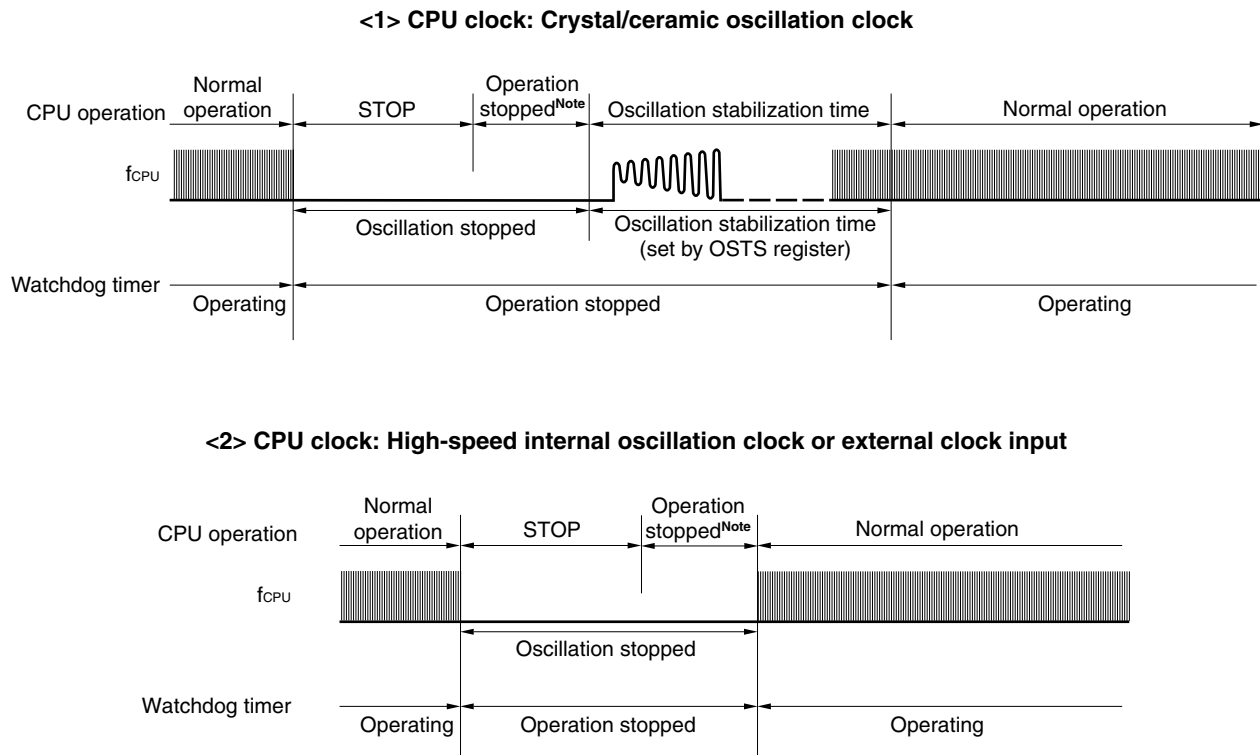 <1> CPU clock: Crystal/ceramic oscillation clock
Normal
operation
Operation
stoppedNote
CPU operation
STOP
Oscillation stabilization time
Normal operation
fCPU
Oscillation stopped
Oscillation stabilization time
(set by OSTS register)
Watchdog timer
Operating
Operation stopped
Operating
<2> CPU clock: High-speed internal oscillation clock or external clock input
Normal
operation
Operation
stoppedNote
CPU operation
STOP
Normal operation
fCPU
Oscillation stopped
Watchdog timer
Operating
Operation stopped
Operating